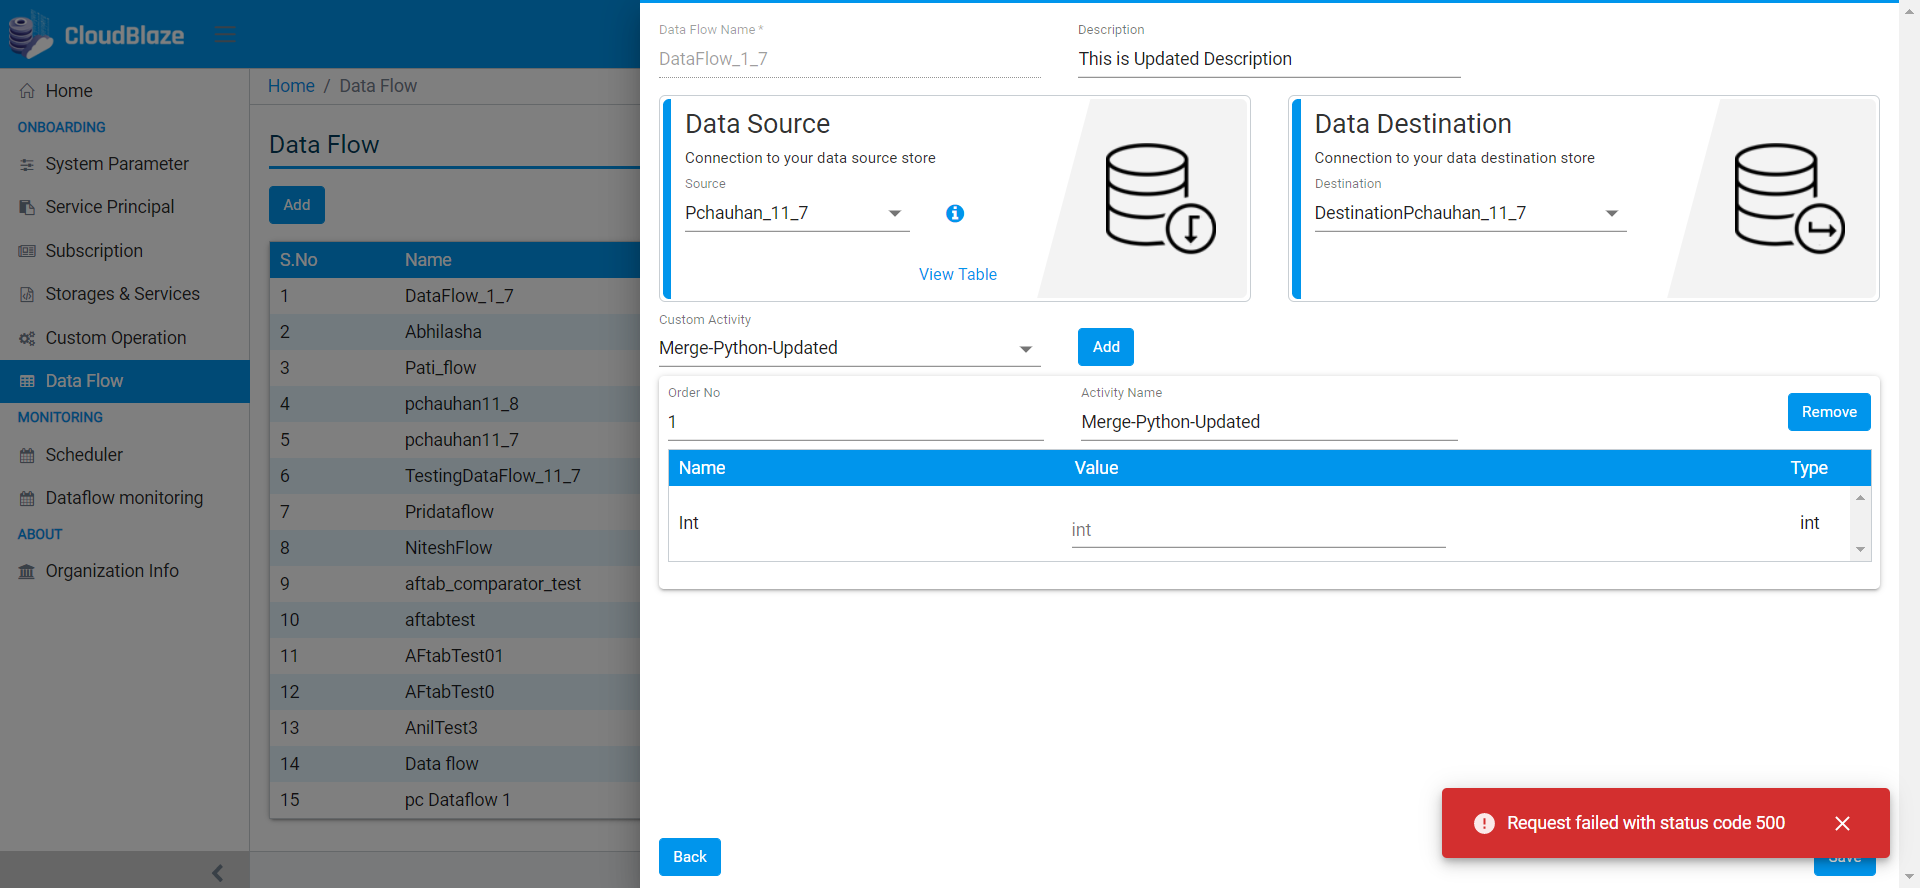 CloudBlaze
Home
ONBOARDING
System Parameter
Service Principal
Subscription
Storages & Services
Custom Operation
Data Flow
MONITORING
Scheduler
Dataflow monitoring
ABOUT
Organization Info
Home / Data Flow
Data Flow
Add
S.No Name
1 DataFlow_1_7
2 Abhilasha
3 Pati_flow
4 pchauhan11_8
5 pchauhan11_7
6 TestingDataFlow_11_7
7 Pridataflow
8 NiteshFlow
9 aftab_comparator_test
10 aftabtest
11 AFtabTest01
12 AFtabTest0
13 AnilTest3
14 Data flow
15 pc Dataflow 1
Data Flow Name *
DataFlow_1_7
Description
This is Updated Description
Data Source
Connection to your data source store
Source
Pchauhan_11_7
View Table
Data Destination
Connection to your data destination store
Destination
DestinationPchauhan_11_7
Custom Activity
Merge-Python-Updated
Add
Order No
1
Activity Name
Merge-Python-Updated
Remove
Name Value Type
Int int int
Request failed with status code 500
Back
Save